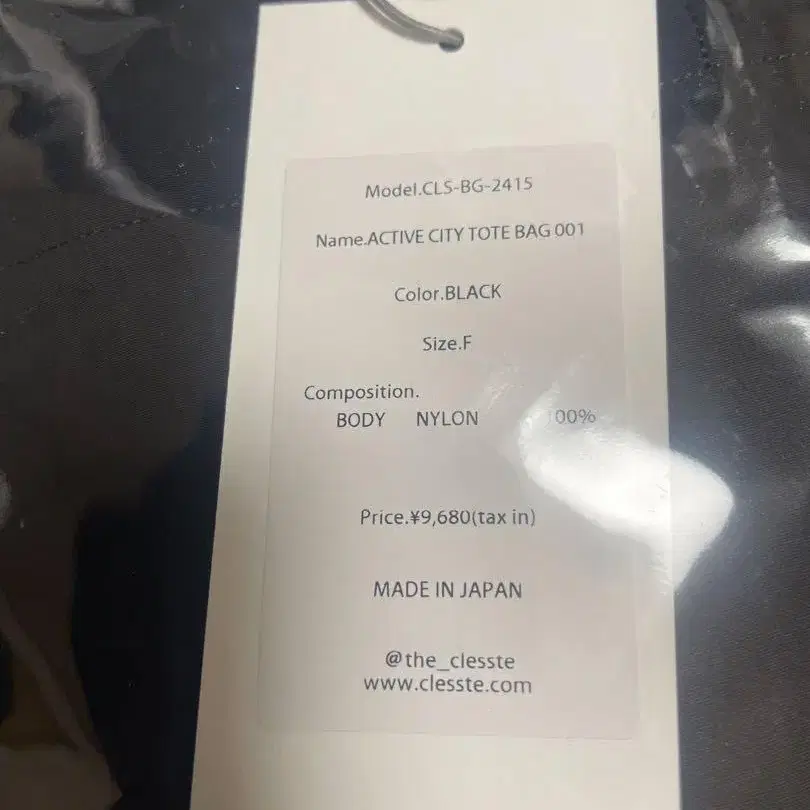 Model.CLS-BG-2415
Name.ACTIVE CITY TOTE BAG 001
Color.BLACK
Size.F
Composition.
BODY NYLON 100%
Price.¥9,680(tax in)
MADE IN JAPAN
@the_clesste
www.clesste.com